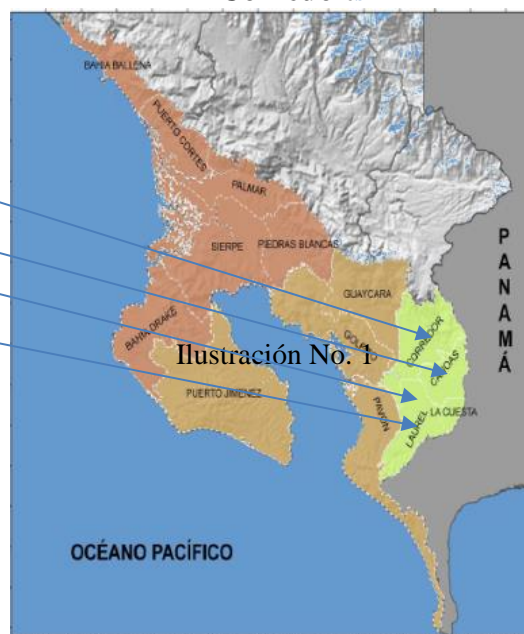 BAHIA BALLENA
PUERTO CORTES
PALMAR
SIERPE
PIEDRAS BLANCAS
GUAYCARA
BAHIA DRAKE
CORREDOR
CANOAS
Ilustración No. 1
PUERTO JIMENEZ
PAVON
LAUREL
LA CUESTA
PANAMÁ
OCÉANO PACÍFICO